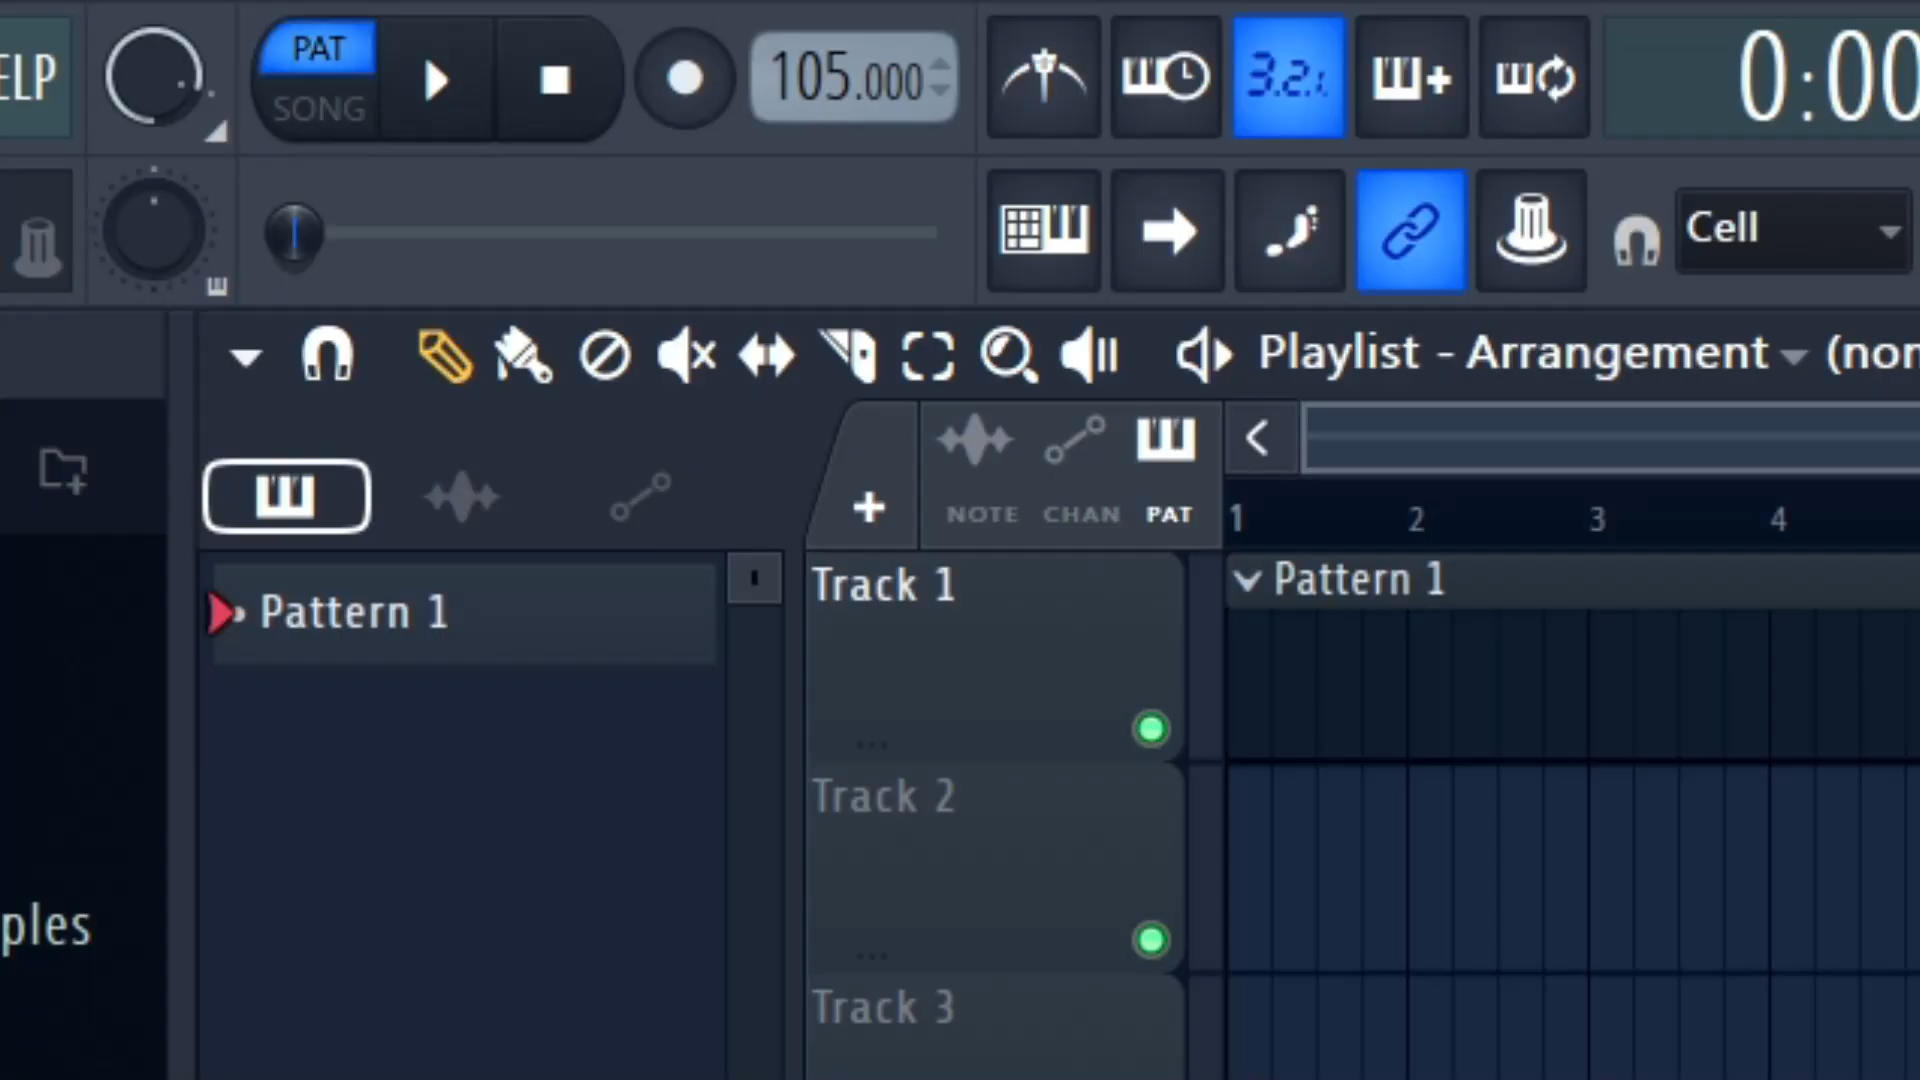 ELP
PAT
SONG
105.000
3.2.1
0:00
Cell
Playlist - Arrangement (non
NOTE CHAN PAT
1 2 3 4
Pattern 1
Track 1
Pattern 1
...
Track 2
...
Track 3
ples